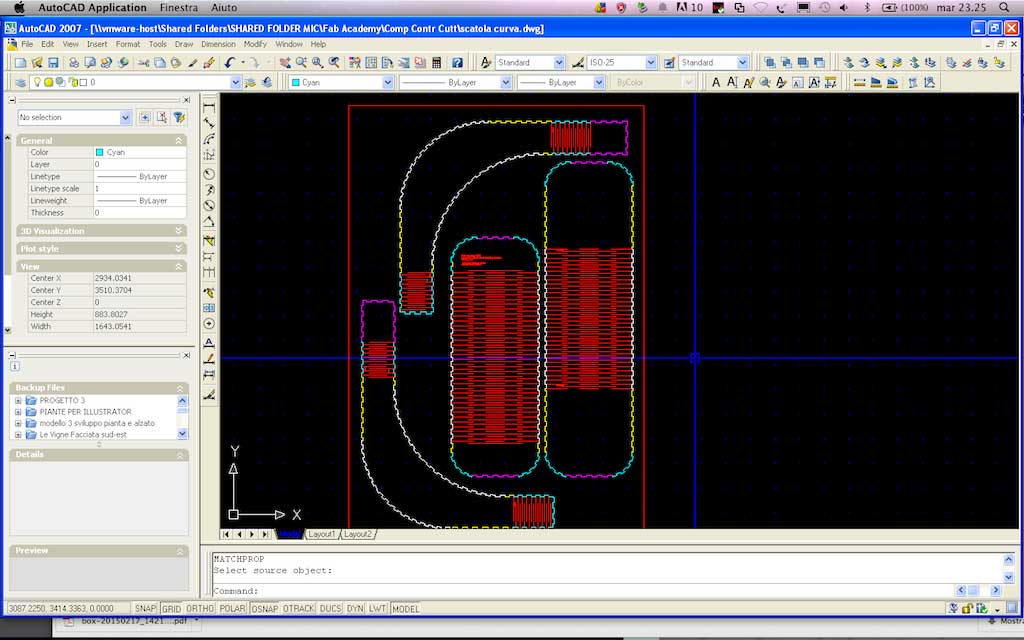 AutoCAD Application Finestra Aiuto
10 (100%) mar 23.25
AutoCAD 2007 - [\\vmware-host\Shared Folders\SHARED FOLDER MIC\Fab Academy\Comp Contr Cutt\scatola curva.dwg]
File Edit View Insert Format Tools Draw Dimension Modify Window Help
Standard ISO-25 Standard
0 Cyan ByLayer ByLayer ByColor
No selection
General
Color Cyan
Layer 0
Linetype ByLayer
Linetype scale 1
Lineweight ByLayer
Thickness 0
3D Visualization
Plot style
View
Center X 2934.0341
Center Y 3510.3704
Center Z 0
Height 883.8027
Width 1643.0541
Backup Files
PROGETTO 3
PIANTE PER ILLUSTRATOR
modello 3 sviluppo pianta e alzato
Le Vigne Facciata sud-est
Details
Preview
Y
X
Model Layout1 Layout2
MATCHPROP
Select source object:
Command:
3087.2250, 3414.3363, 0.0000 SNAP GRID ORTHO POLAR OSNAP OTRACK DUCS DYN LWT MODEL
box-20150217_1421....pdf Mostra